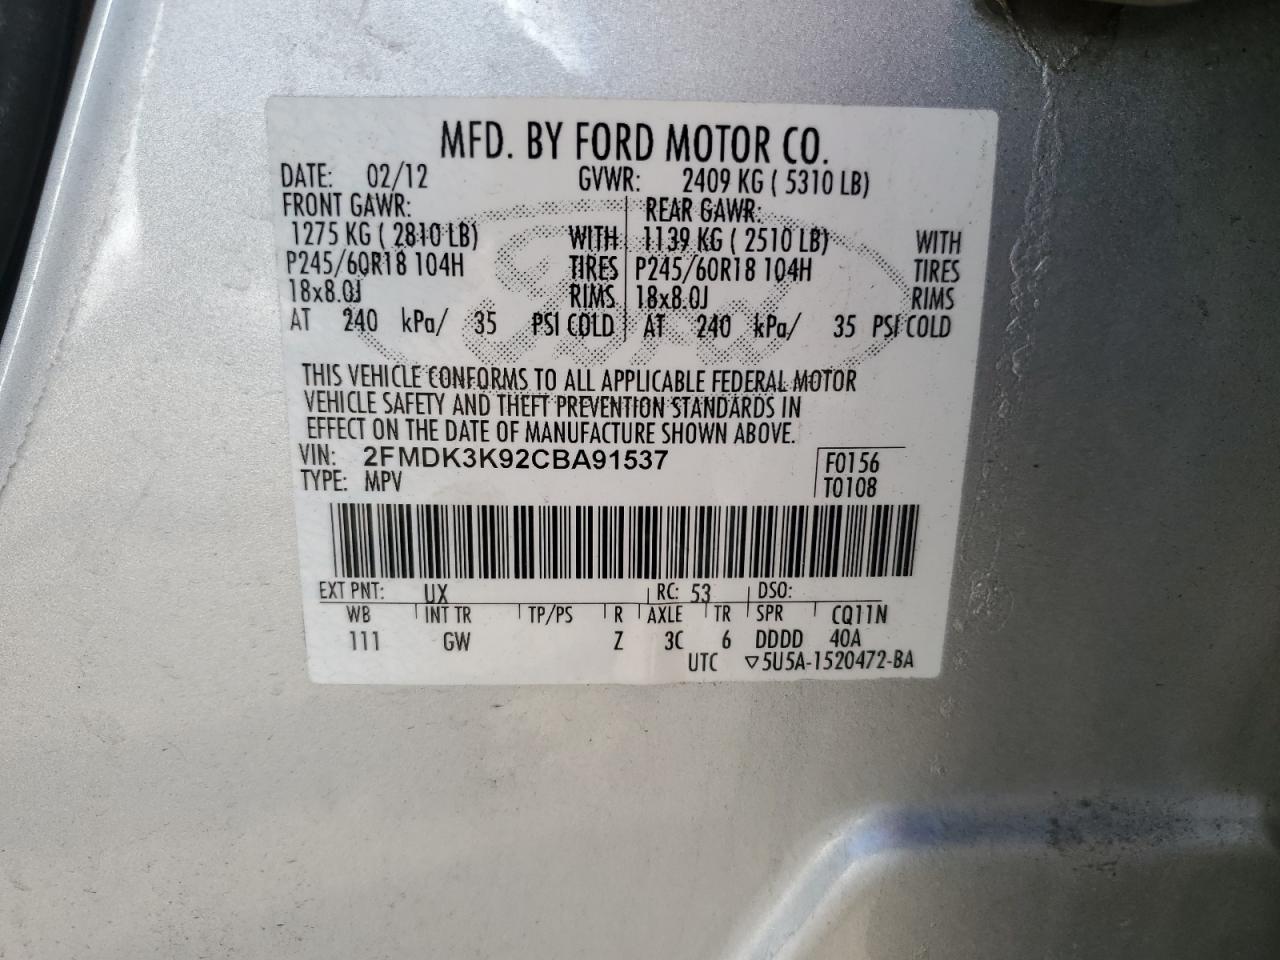 MFD. BY FORD MOTOR CO.
DATE: 02/12 GVWR: 2409 KG ( 5310 LB)
FRONT GAWR: REAR GAWR:
1275 KG ( 2810 LB) WITH 1139 KG ( 2510 LB) WITH
P245/60R18 104H TIRES P245/60R18 104H TIRES
18x8.0J RIMS 18x8.0J RIMS
AT 240 kPa/ 35 PSI COLD AT 240 kPa/ 35 PSI COLD
Ford
THIS VEHICLE CONFORMS TO ALL APPLICABLE FEDERAL MOTOR
VEHICLE SAFETY AND THEFT PREVENTION STANDARDS IN
EFFECT ON THE DATE OF MANUFACTURE SHOWN ABOVE.
VIN: 2FMDK3K92CBA91537 F0156
TYPE: MPV T0108
EXT PNT: UX RC: 53 DSO:
WB INT TR TP/PS R AXLE TR SPR CQ11N
111 GW Z 3C 6 DDDD 40A
UTC ▽5U5A-1520472-BA